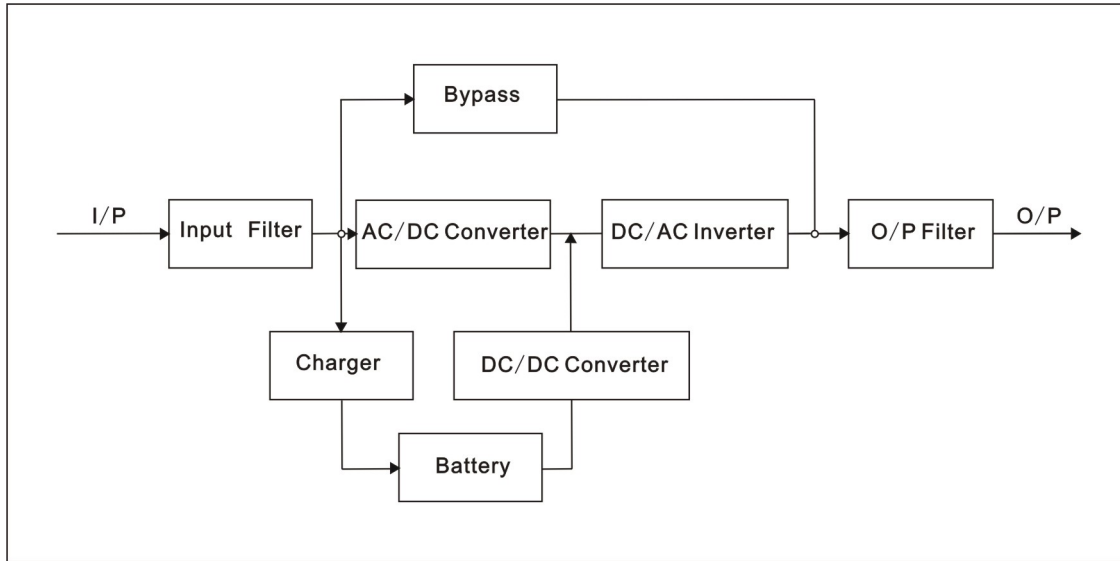 Bypass
I/P
Input Filter
AC/DC Converter
DC/AC Inverter
O/P Filter
O/P
Charger
DC/DC Converter
Battery